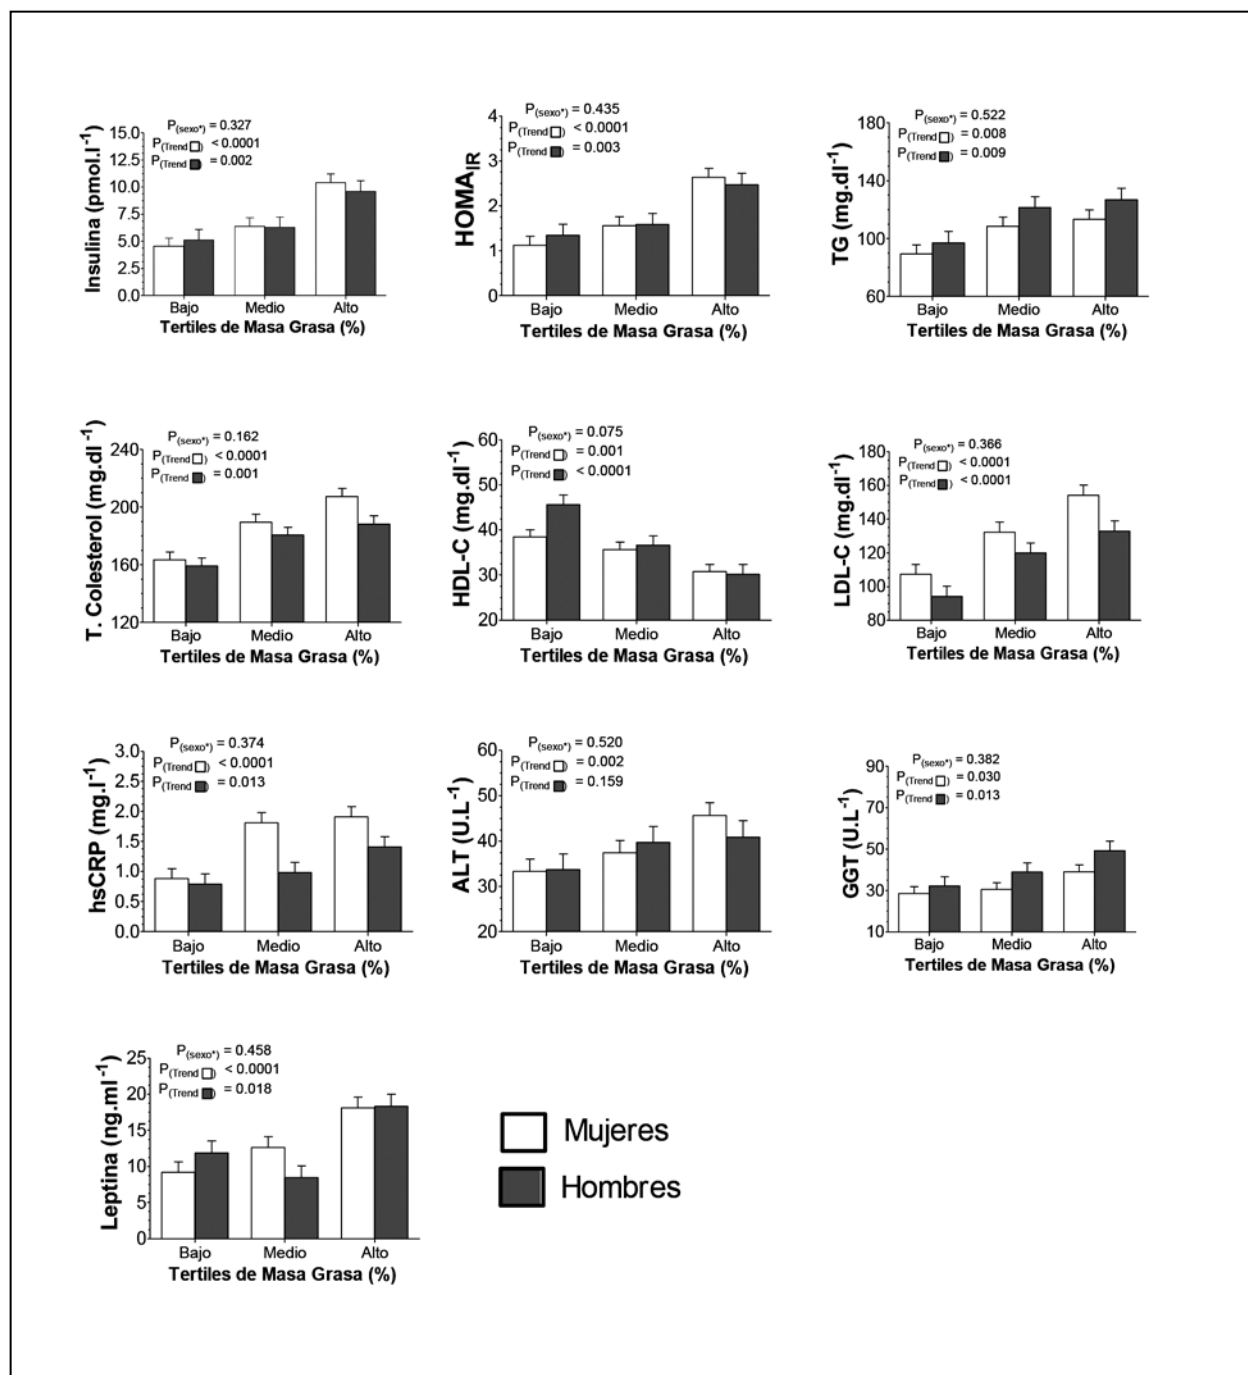 P(sexo*) = 0.327
P(Trend □) < 0.0001
P(Trend ■) = 0.002
Insulina (pmol.l-1)
15.0
12.5
10.0
7.5
5.0
2.5
0.0
Bajo Medio Alto
Tertiles de Masa Grasa (%)
P(sexo*) = 0.435
P(Trend □) < 0.0001
P(Trend ■) = 0.003
HOMAIR
4
3
2
1
0
Bajo Medio Alto
Tertiles de Masa Grasa (%)
P(sexo*) = 0.522
P(Trend □) = 0.008
P(Trend ■) = 0.009
TG (mg.dl-1)
180
140
100
60
Bajo Medio Alto
Tertiles de Masa Grasa (%)
P(sexo*) = 0.162
P(Trend □) < 0.0001
P(Trend ■) = 0.001
T. Colesterol (mg.dl-1)
240
200
160
120
Bajo Medio Alto
Tertiles de Masa Grasa (%)
P(sexo*) = 0.075
P(Trend □) = 0.001
P(Trend ■) < 0.0001
HDL-C (mg.dl-1)
60
50
40
30
20
Bajo Medio Alto
Tertiles de Masa Grasa (%)
P(sexo*) = 0.366
P(Trend □) < 0.0001
P(Trend ■) < 0.0001
LDL-C (mg.dl-1)
180
160
140
120
100
80
Bajo Medio Alto
Tertiles de Masa Grasa (%)
P(sexo*) = 0.374
P(Trend □) < 0.0001
P(Trend ■) = 0.013
hsCRP (mg.l-1)
3.0
2.5
2.0
1.5
1.0
0.5
0.0
Bajo Medio Alto
Tertiles de Masa Grasa (%)
P(sexo*) = 0.520
P(Trend □) = 0.002
P(Trend ■) = 0.159
ALT (U.L-1)
60
50
40
30
20
Bajo Medio Alto
Tertiles de Masa Grasa (%)
P(sexo*) = 0.382
P(Trend □) = 0.030
P(Trend ■) = 0.013
GGT (U.L-1)
90
70
50
30
10
Bajo Medio Alto
Tertiles de Masa Grasa (%)
P(sexo*) = 0.458
P(Trend □) < 0.0001
P(Trend ■) = 0.018
Leptina (ng.ml-1)
25
20
15
10
5
0
Bajo Medio Alto
Tertiles de Masa Grasa (%)
Mujeres
Hombres